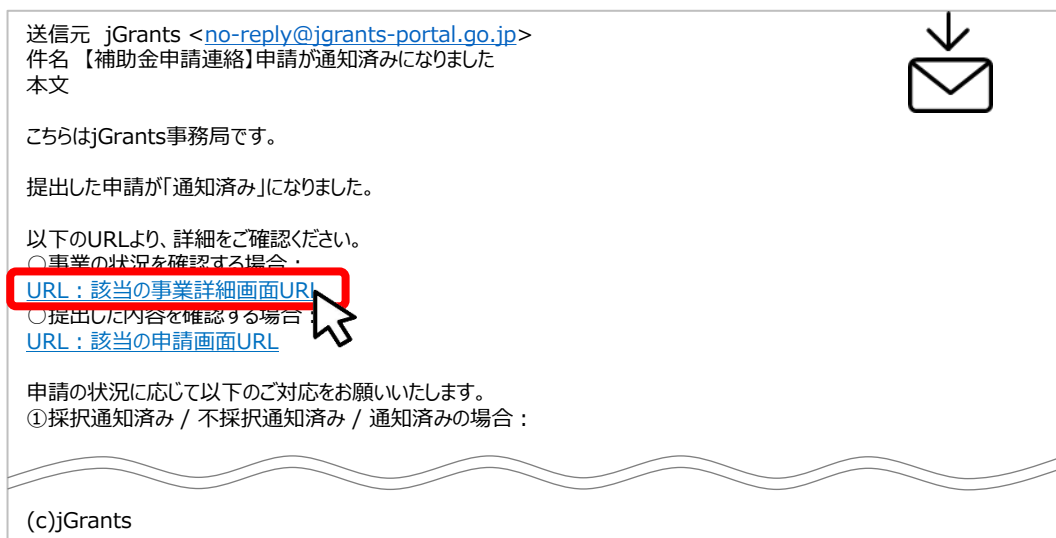 送信元 jGrants <no-reply@jgrants-portal.go.jp>
件名 【補助金申請連絡】申請が通知済みになりました
本文
こちらはjGrants事務局です。
提出した申請が「通知済み」になりました。
以下のURLより、詳細をご確認ください。
○事業の状況を確認する場合：
URL：該当の事業詳細画面URL
○提出した内容を確認する場合：
URL：該当の申請画面URL
申請の状況に応じて以下のご対応をお願いいたします。
①採択通知済み / 不採択通知済み / 通知済みの場合：
(c)jGrants